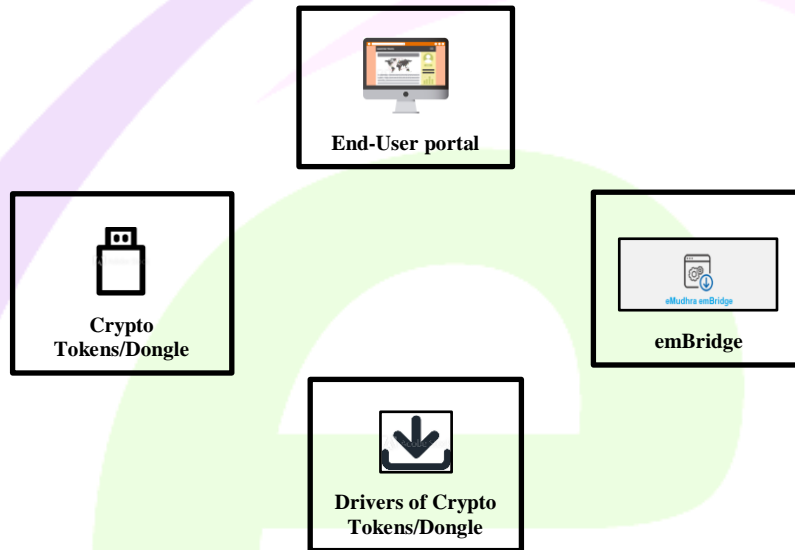 End-User portal
Crypto
Tokens/Dongle
eMudhra emBridge
emBridge
Drivers of Crypto
Tokens/Dongle